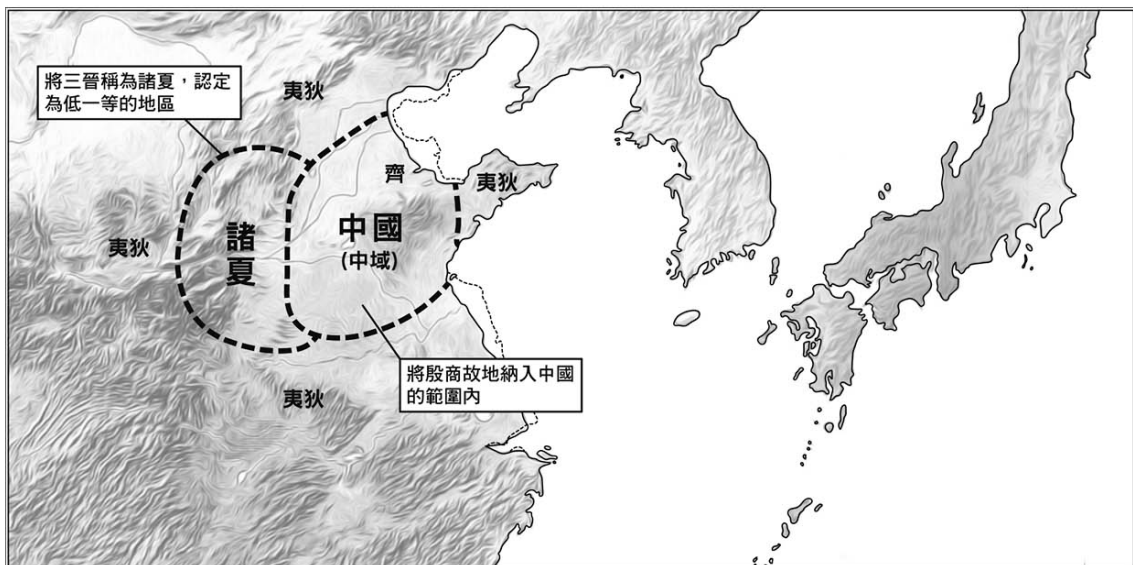 將三晉稱為諸夏，認定
為低一等的地區
夷狄
齊
夷狄
夷狄
諸夏
中國
(中域)
將殷商故地納入中國
的範圍內
夷狄